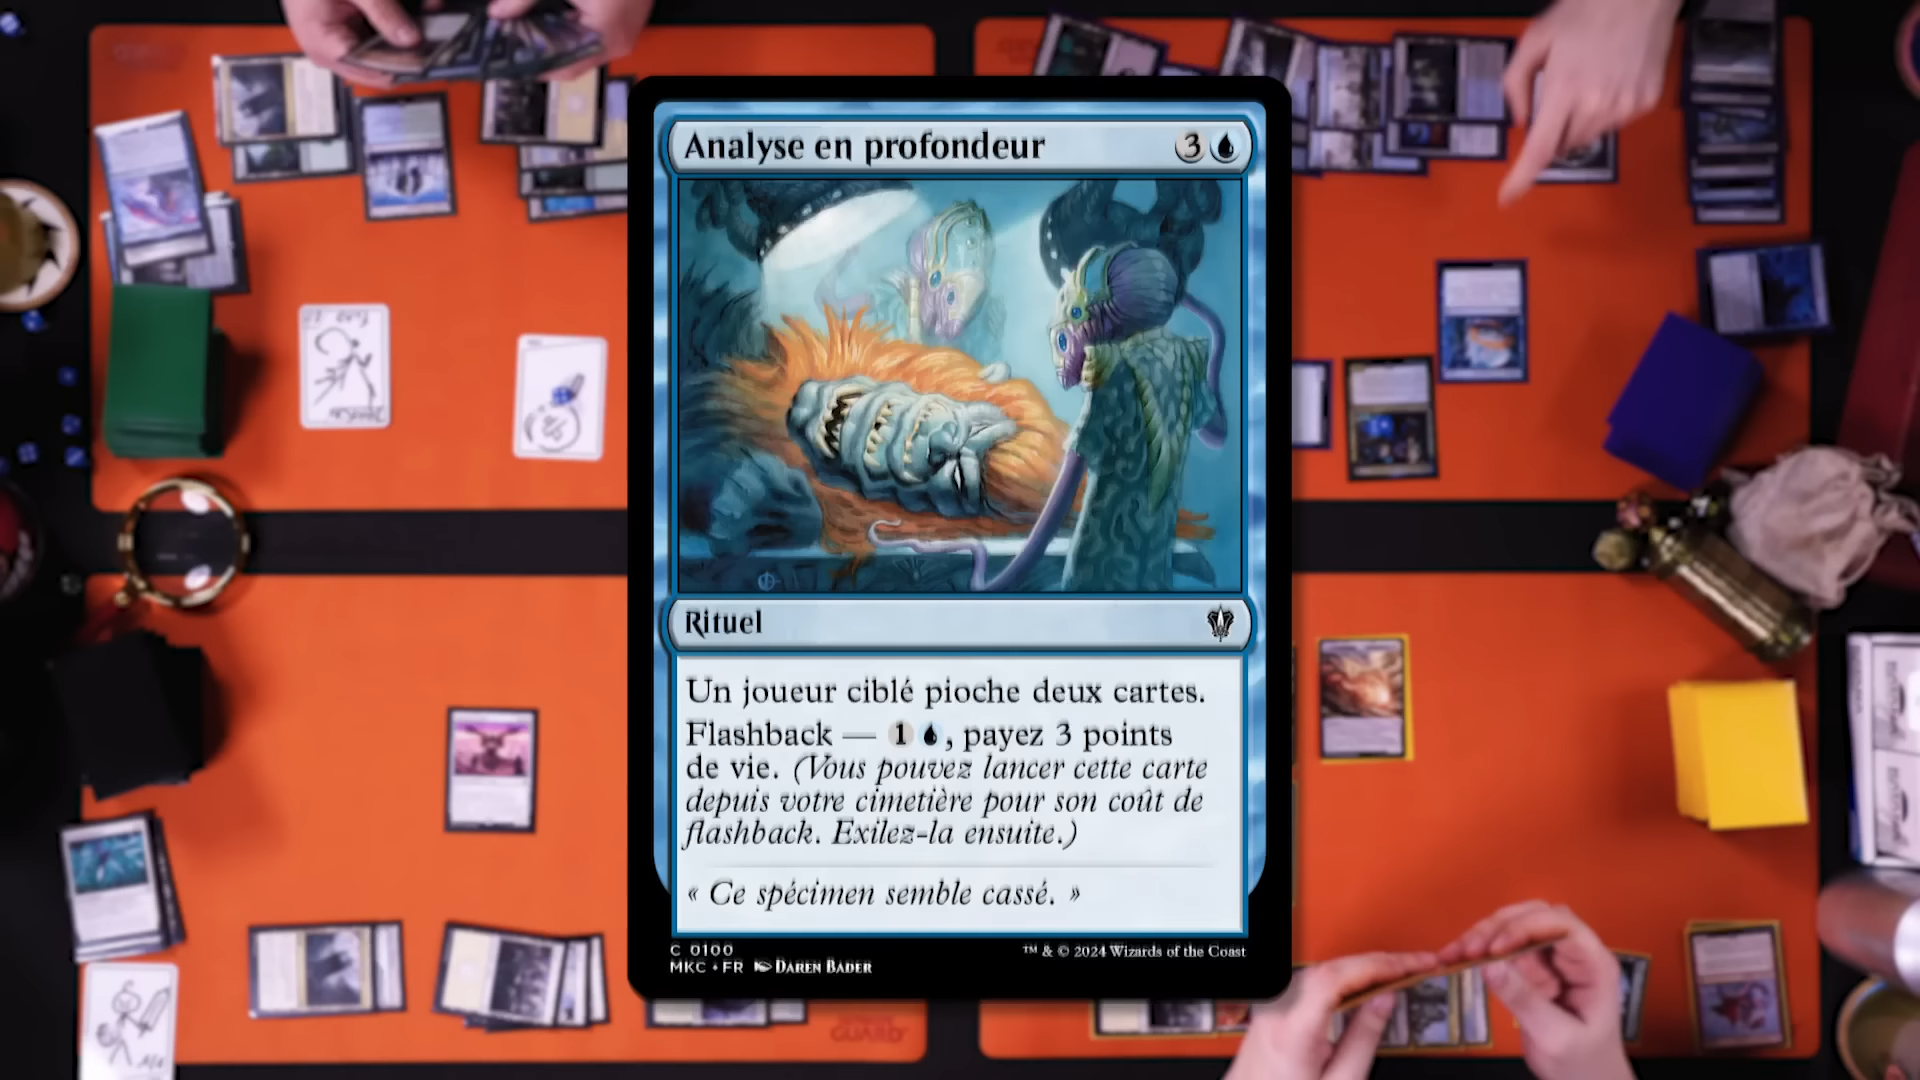 Analyse en profondeur
3
Rituel
Un joueur ciblé pioche deux cartes.
Flashback — 1 , payez 3 points
de vie. (Vous pouvez lancer cette carte
depuis votre cimetière pour son coût de
flashback. Exilez-la ensuite.)
« Ce spécimen semble cassé. »
C 0100
MKC • FR DAREN BADER
™ & © 2024 Wizards of the Coast
GUARD